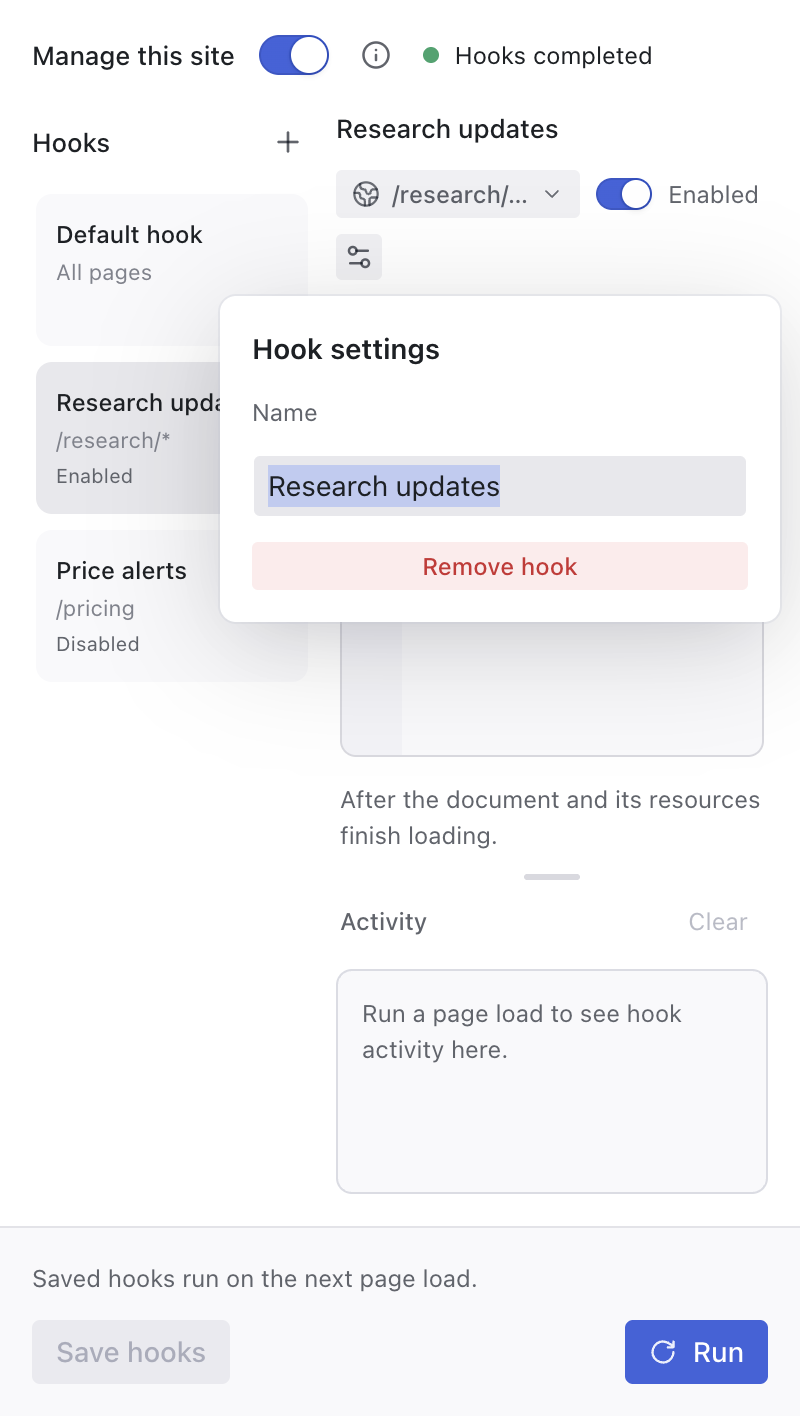 Manage this site
Hooks completed
Hooks
Research updates
/research/...
Enabled
Default hook
All pages
Research upda
/research/*
Enabled
Price alerts
/pricing
Disabled
Hook settings
Name
Research updates
Remove hook
After the document and its resources
finish loading.
Activity
Clear
Run a page load to see hook
activity here.
Saved hooks run on the next page load.
Save hooks
Run